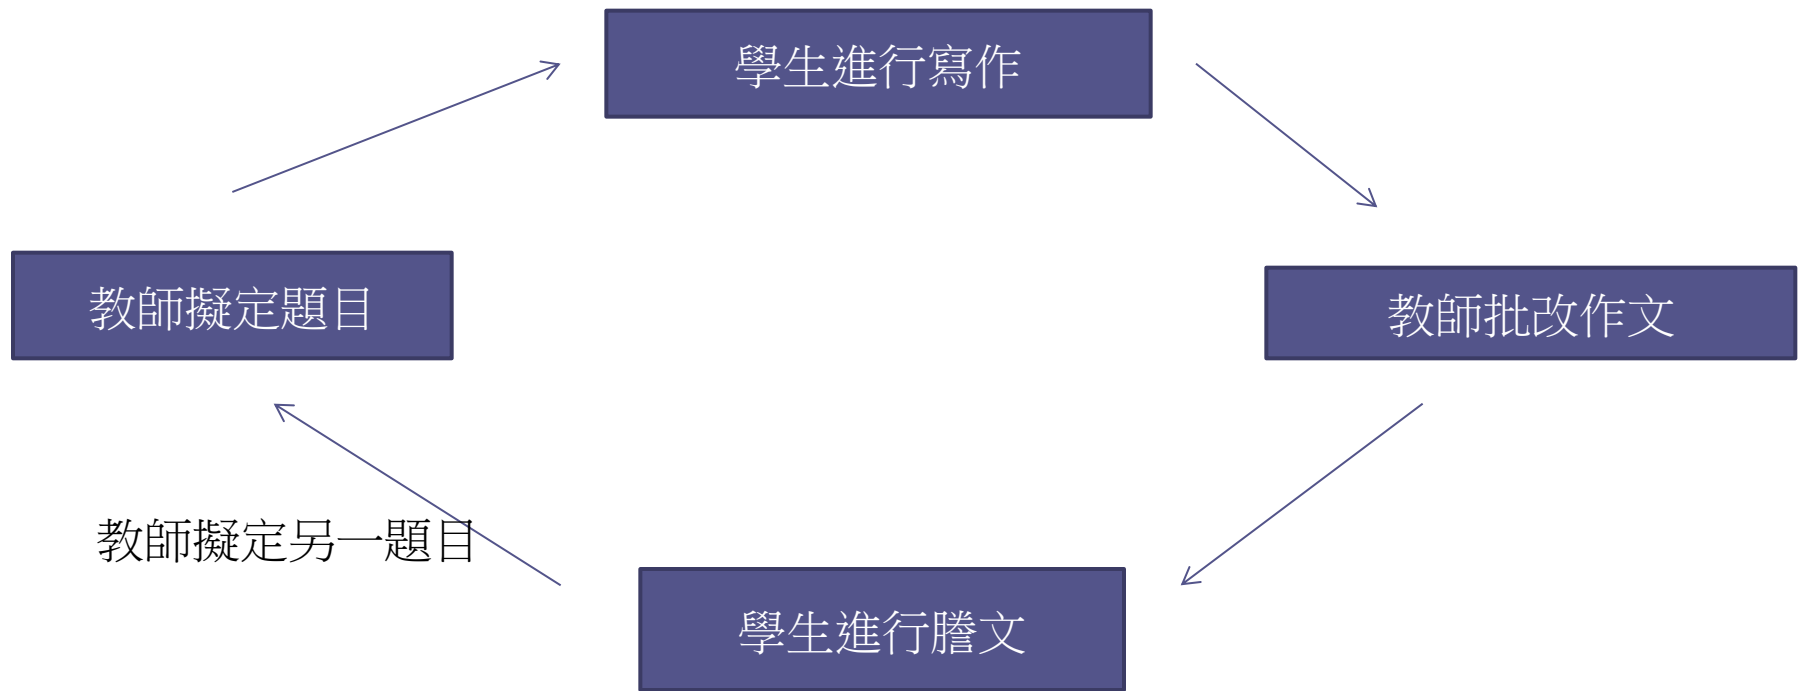 學生進行寫作
教師擬定題目
教師批改作文
教師擬定另一題目
學生進行謄文